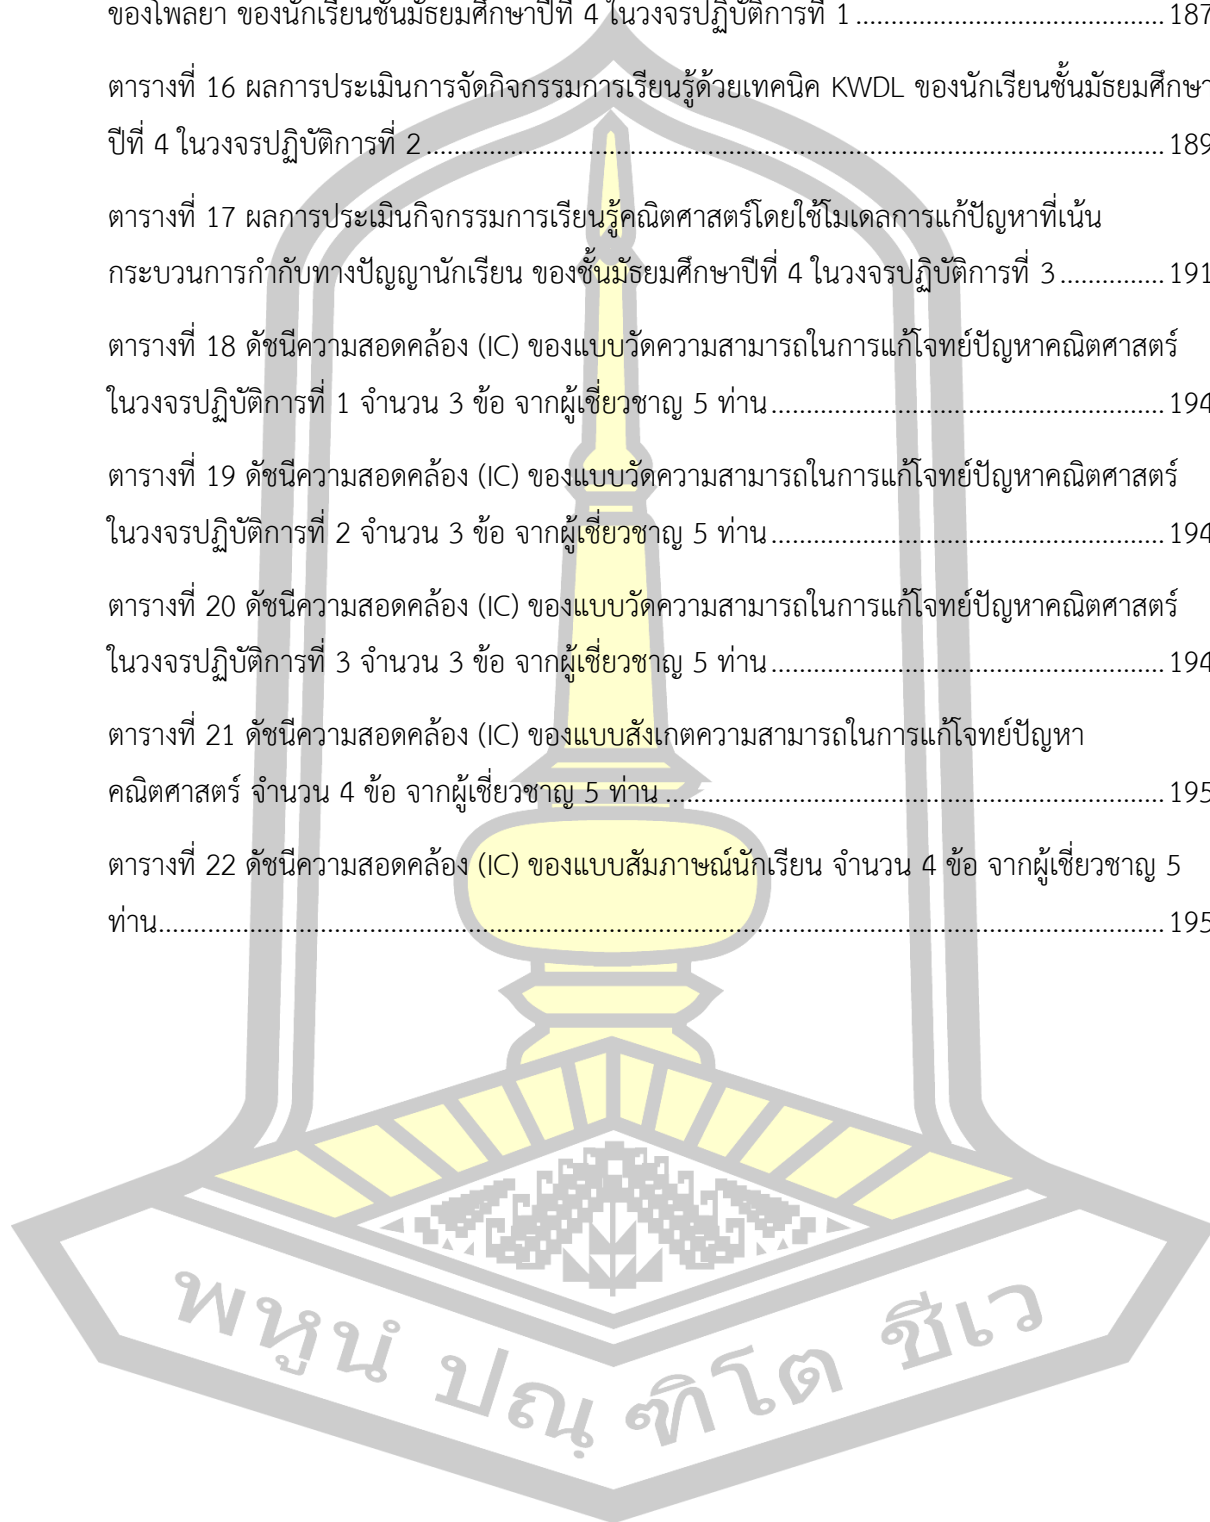 ของโพลยา ของนักเรียนชั้นมัธยมศึกษาปีที่ 4 ในวงจรปฏิบัติการที่ 1 ............................................ 187
ตารางที่ 16 ผลการประเมินการจัดกิจกรรมการเรียนรู้ด้วยเทคนิค KWDL ของนักเรียนชั้นมัธยมศึกษา
ปีที่ 4 ในวงจรปฏิบัติการที่ 2 ......................................................................................................... 189
ตารางที่ 17 ผลการประเมินกิจกรรมการเรียนรู้คณิตศาสตร์โดยใช้โมเดลการแก้ปัญหาที่เน้น
กระบวนการกำกับทางปัญญานักเรียน ของชั้นมัธยมศึกษาปีที่ 4 ในวงจรปฏิบัติการที่ 3 ............... 191
ตารางที่ 18 ดัชนีความสอดคล้อง (IC) ของแบบวัดความสามารถในการแก้โจทย์ปัญหาคณิตศาสตร์
ในวงจรปฏิบัติการที่ 1 จำนวน 3 ข้อ จากผู้เชี่ยวชาญ 5 ท่าน ........................................................ 194
ตารางที่ 19 ดัชนีความสอดคล้อง (IC) ของแบบวัดความสามารถในการแก้โจทย์ปัญหาคณิตศาสตร์
ในวงจรปฏิบัติการที่ 2 จำนวน 3 ข้อ จากผู้เชี่ยวชาญ 5 ท่าน ........................................................ 194
ตารางที่ 20 ดัชนีความสอดคล้อง (IC) ของแบบวัดความสามารถในการแก้โจทย์ปัญหาคณิตศาสตร์
ในวงจรปฏิบัติการที่ 3 จำนวน 3 ข้อ จากผู้เชี่ยวชาญ 5 ท่าน ........................................................ 194
ตารางที่ 21 ดัชนีความสอดคล้อง (IC) ของแบบสังเกตความสามารถในการแก้โจทย์ปัญหา
คณิตศาสตร์ จำนวน 4 ข้อ จากผู้เชี่ยวชาญ 5 ท่าน ....................................................................... 195
ตารางที่ 22 ดัชนีความสอดคล้อง (IC) ของแบบสัมภาษณ์นักเรียน จำนวน 4 ข้อ จากผู้เชี่ยวชาญ 5
ท่าน............................................................................................................................................... 195
พหูนํ ปณฺฑิโต ชีเว